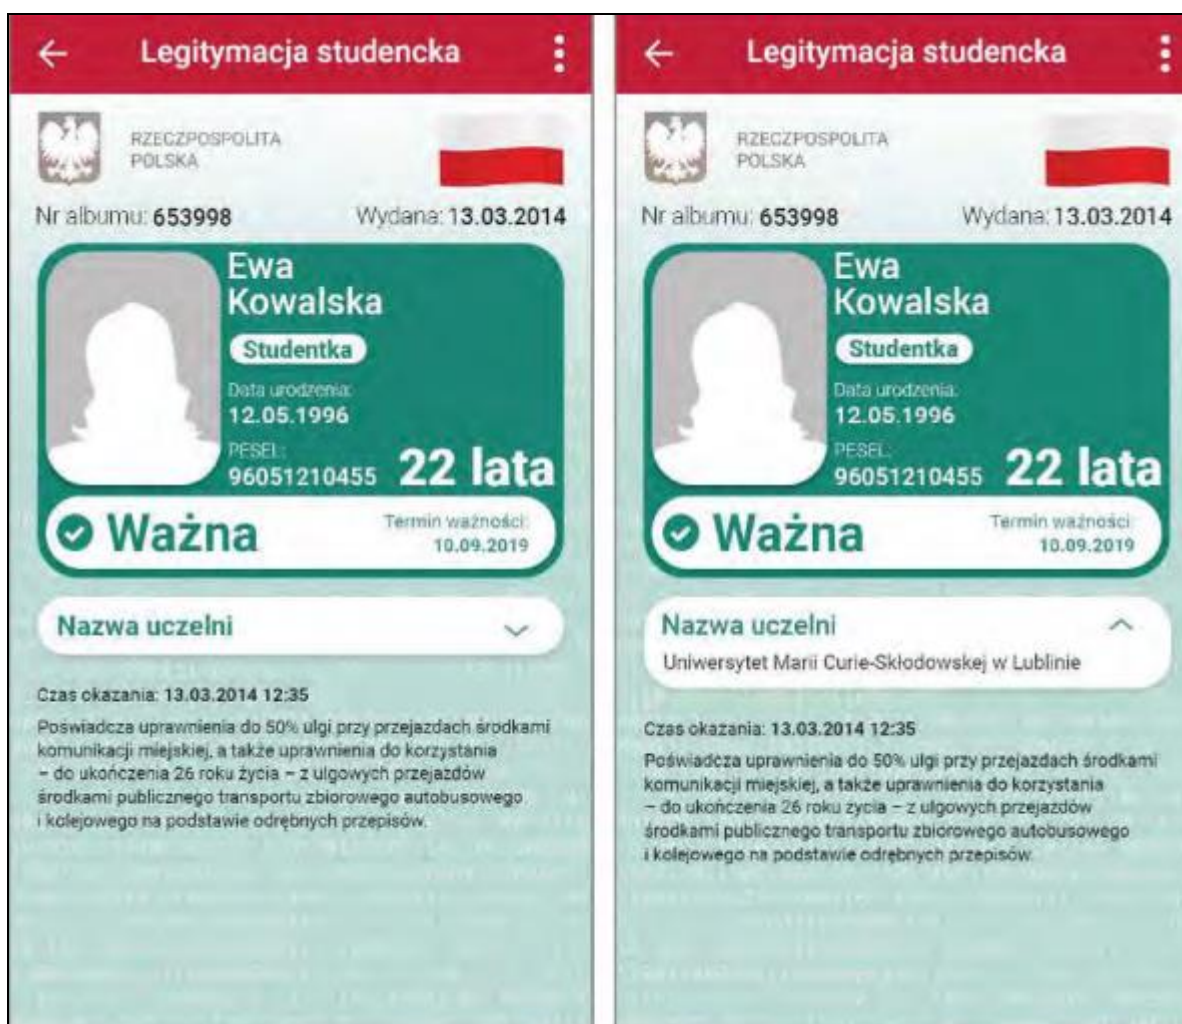 Legitymacja studencka
RZECZPOSPOLITA
POLSKA
Nr albumu: 653998 Wydana: 13.03.2014
Ewa
Kowalska
Studentka
Data urodzenia:
12.05.1996
PESEL:
96051210455 22 lata
Ważna
Termin ważności:
10.09.2019
Nazwa uczelni
Czas okazania: 13.03.2014 12:35
Poświadcza uprawnienia do 50% ulgi przy przejazdach środkami
komunikacji miejskiej, a także uprawnienia do korzystania
– do ukończenia 26 roku życia – z ulgowych przejazdów
środkami publicznego transportu zbiorowego autobusowego
i kolejowego na podstawie odrębnych przepisów.
Legitymacja studencka
RZECZPOSPOLITA
POLSKA
Nr albumu: 653998 Wydana: 13.03.2014
Ewa
Kowalska
Studentka
Data urodzenia:
12.05.1996
PESEL:
96051210455 22 lata
Ważna
Termin ważności:
10.09.2019
Nazwa uczelni
Uniwersytet Marii Curie-Skłodowskej w Lublinie
Czas okazania: 13.03.2014 12:35
Poświadcza uprawnienia do 50% ulgi przy przejazdach środkami
komunikacji miejskiej, a także uprawnienia do korzystania
– do ukończenia 26 roku życia – z ulgowych przejazdów
środkami publicznego transportu zbiorowego autobusowego
i kolejowego na podstawie odrębnych przepisów.